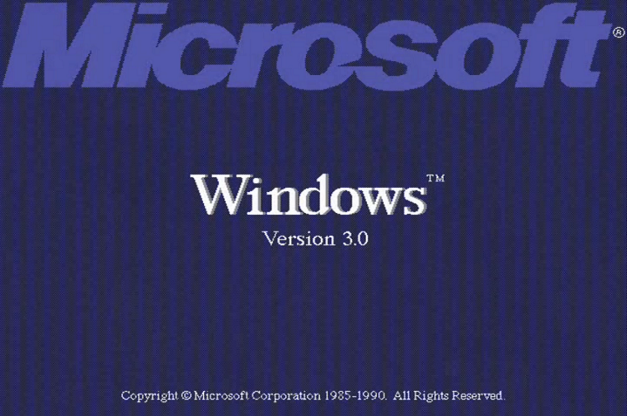 Microsoft®
Windows™
Version 3.0
Copyright © Microsoft Corporation 1985-1990. All Rights Reserved.